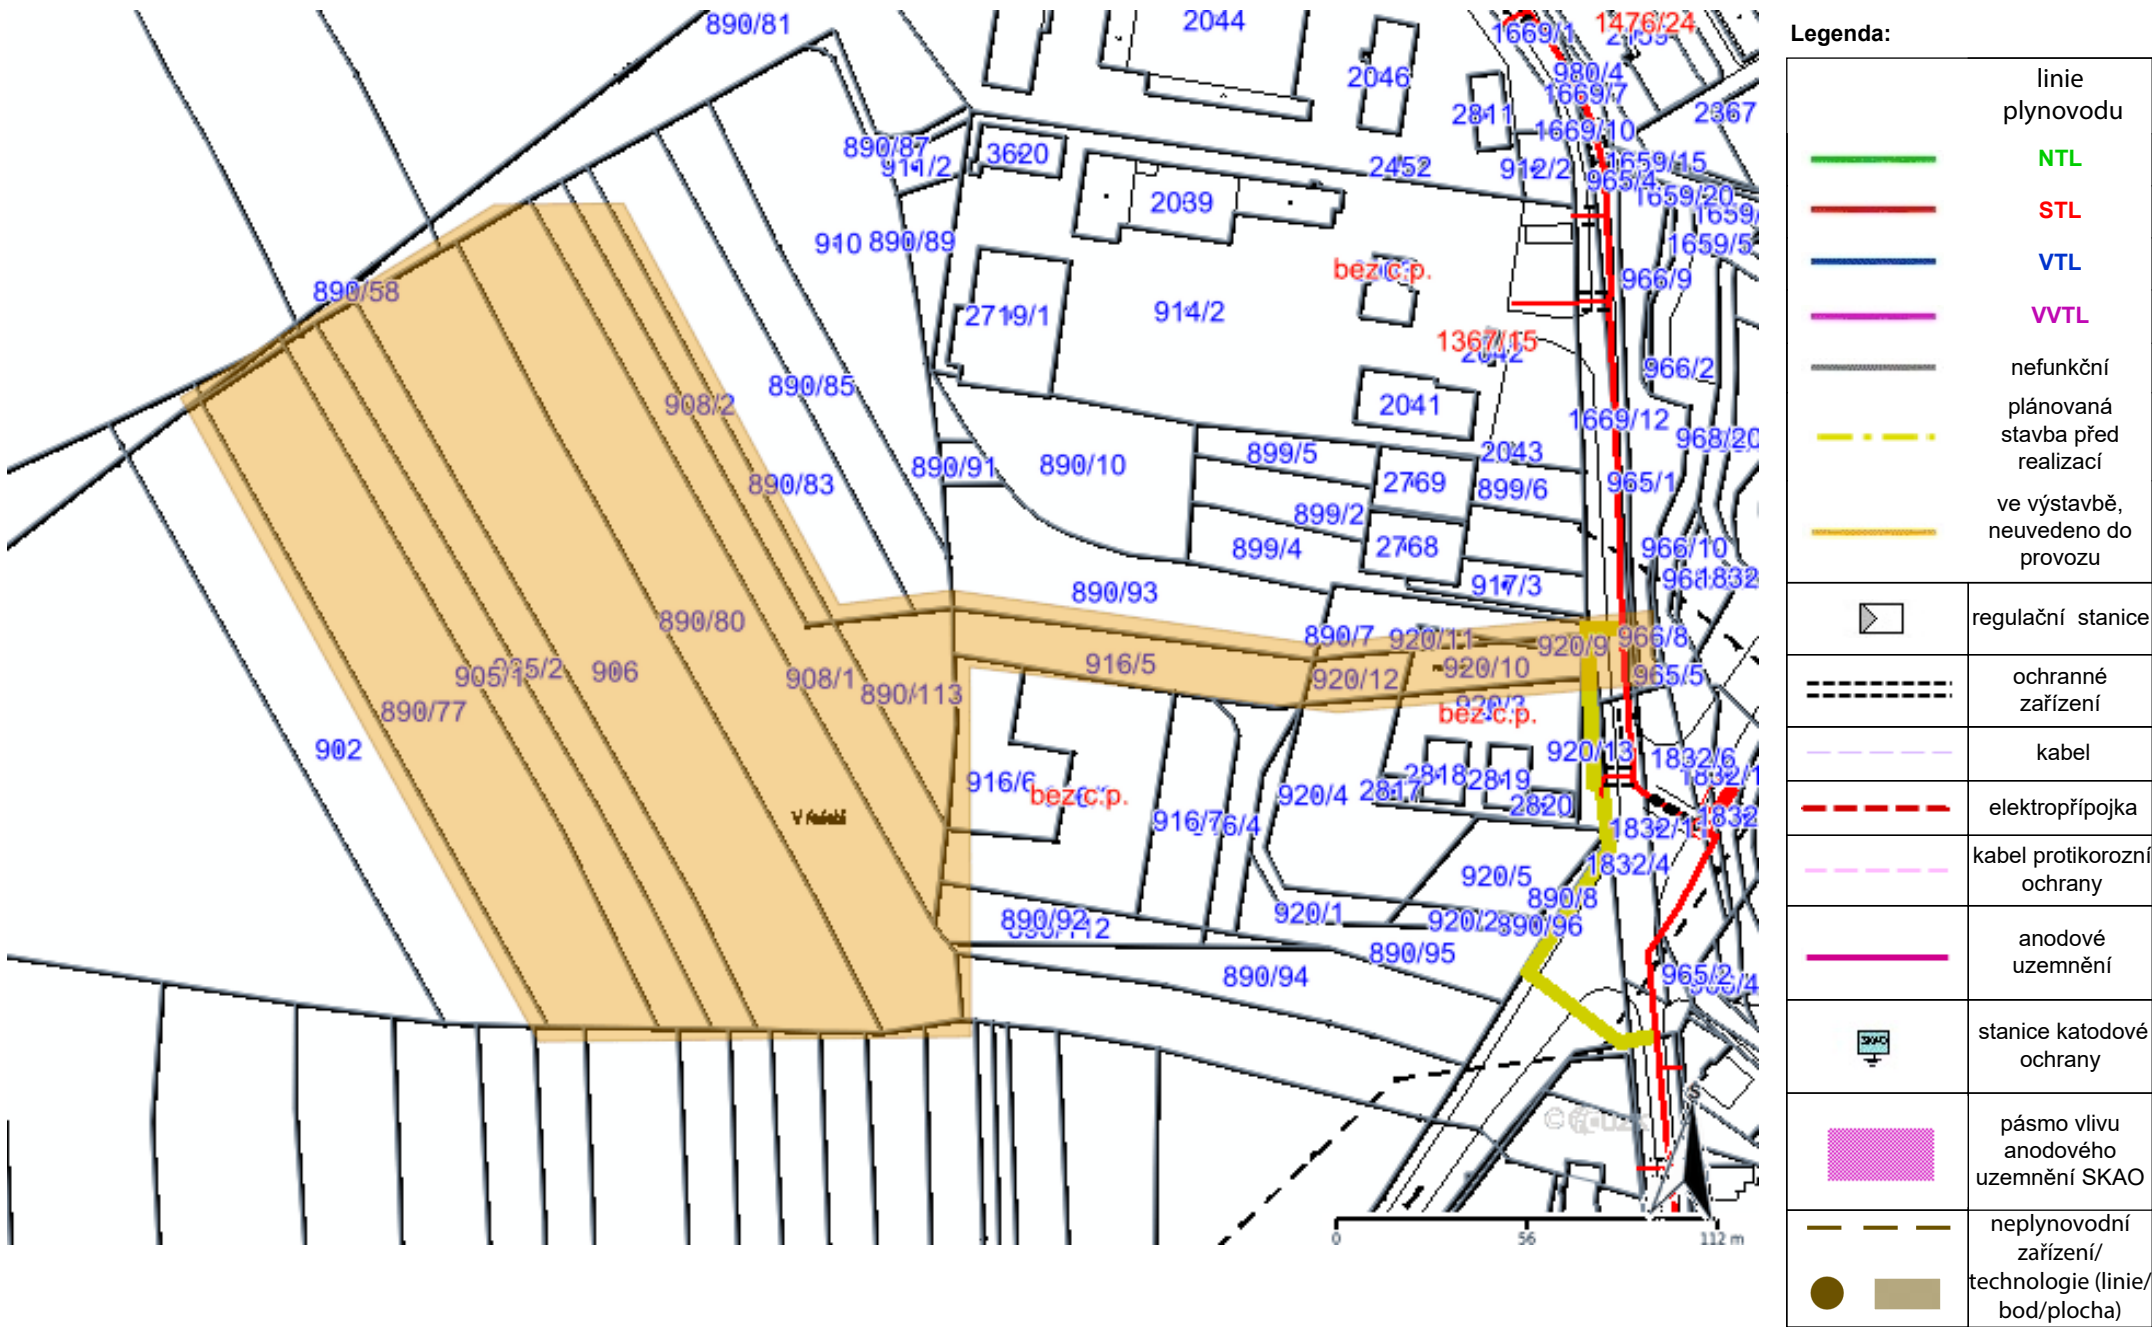 890/81
2044
2046
1669/1
1476/24
980/4
1669/7
2811
1669/10
2367
890/87
911/2
3620
2452
912/2
1659/15
965/4
1659/20
2039
910
890/89
1659/5
bez č.p.
966/9
890/58
2719/1
914/2
1367/15
2042
966/2
890/85
908/2
2041
1669/12
968/20
2043
890/91
890/10
899/5
890/83
2769
899/6
965/1
899/2
899/4
2768
966/10
917/3
890/93
890/80
890/7
920/11
920/9
966/8
916/5
920/12
920/10
965/5
905/1
906
908/1
890/113
890/77
bez č.p.
902
920/13
1832/6
916/6
bez č.p.
920/4
2817
2818
2819
2820
V
916/7
1832/4
920/5
890/8
890/92
920/1
920/2
890/96
890/95
890/94
965/2
S
0
56
112 m
Legenda:
linie
plynovodu
NTL
STL
VTL
VVTL
nefunkční
plánovaná
stavba před
realizací
ve výstavbě,
neuvedeno do
provozu
regulační stanice
ochranné
zařízení
kabel
elektropřípojka
kabel protikorozní
ochrany
anodové
uzemnění
SKAO
stanice katodové
ochrany
pásmo vlivu
anodového
uzemnění SKAO
neplynovodní
zařízení/
technologie (linie/
bod/plocha)